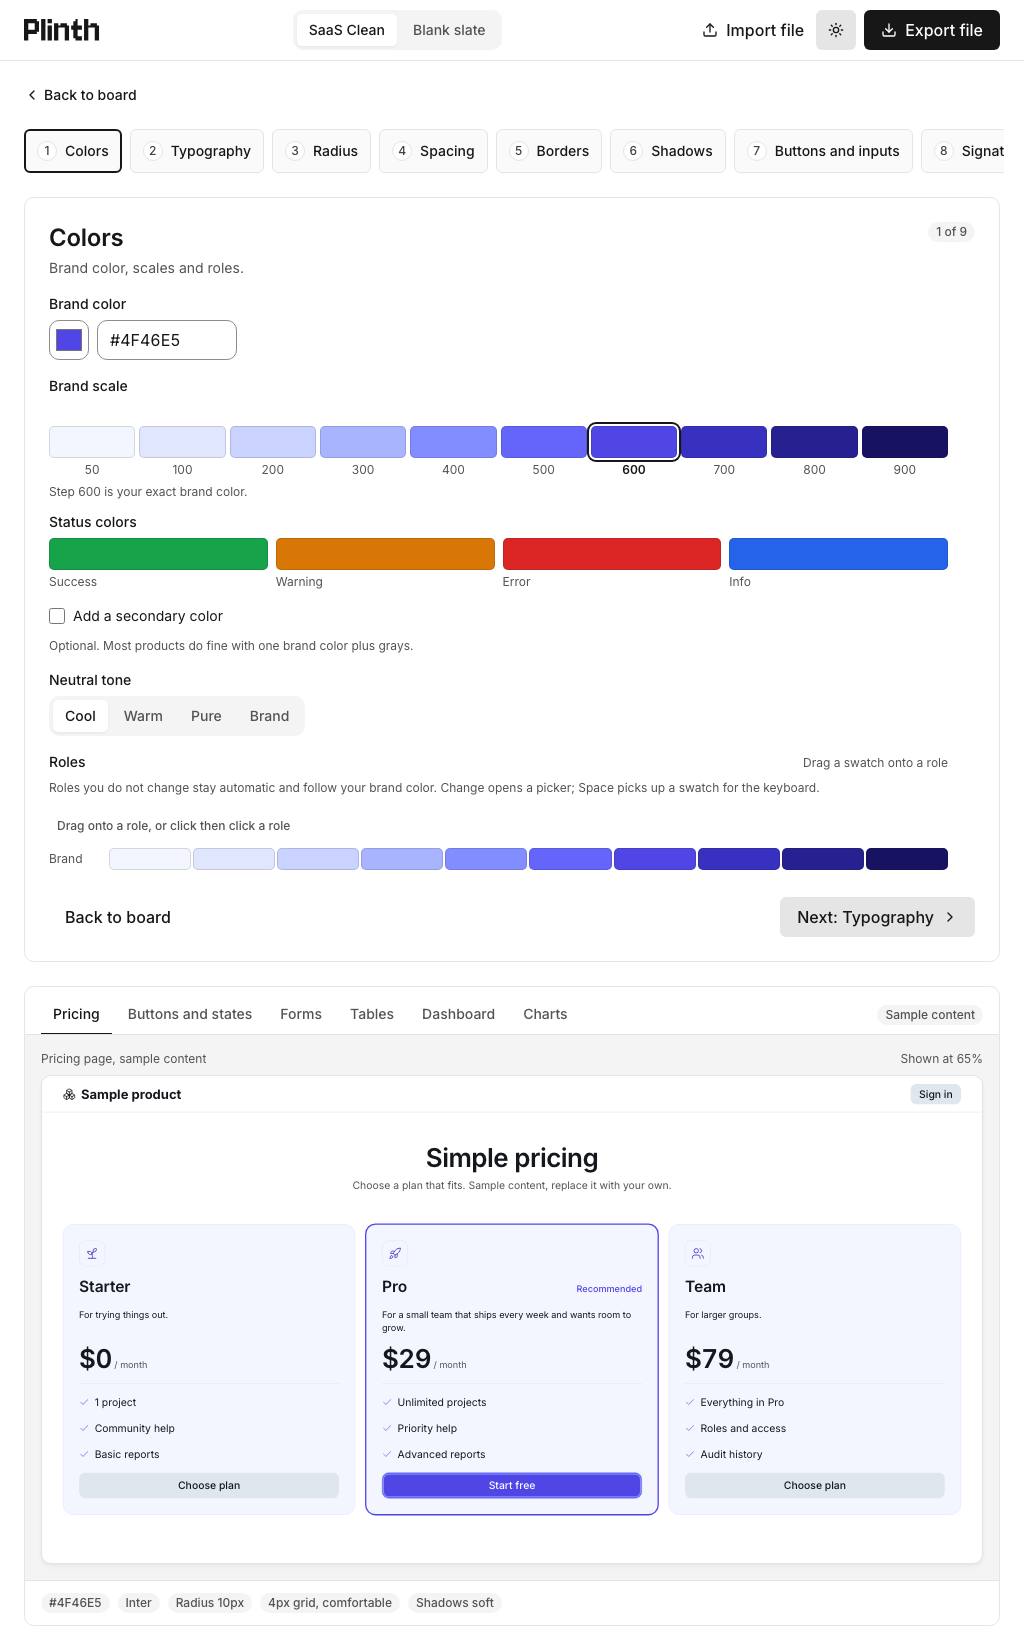 Plinth
SaaS Clean Blank slate
Import file Export file
Back to board
1 Colors 2 Typography 3 Radius 4 Spacing 5 Borders 6 Shadows 7 Buttons and inputs 8 Signat
Colors 1 of 9
Brand color, scales and roles.
Brand color
#4F46E5
Brand scale
50 100 200 300 400 500 600 700 800 900
Step 600 is your exact brand color.
Status colors
Success Warning Error Info
Add a secondary color
Optional. Most products do fine with one brand color plus grays.
Neutral tone
Cool Warm Pure Brand
Roles Drag a swatch onto a role
Roles you do not change stay automatic and follow your brand color. Change opens a picker; Space picks up a swatch for the keyboard.
Drag onto a role, or click then click a role
Brand
Back to board Next: Typography
Pricing Buttons and states Forms Tables Dashboard Charts Sample content
Pricing page, sample content Shown at 65%
Sample product Sign in
Simple pricing
Choose a plan that fits. Sample content, replace it with your own.
Starter
For trying things out.
$0 / month
1 project
Community help
Basic reports
Choose plan
Pro Recommended
For a small team that ships every week and wants room to
grow.
$29 / month
Unlimited projects
Priority help
Advanced reports
Start free
Team
For larger groups.
$79 / month
Everything in Pro
Roles and access
Audit history
Choose plan
#4F46E5 Inter Radius 10px 4px grid, comfortable Shadows soft